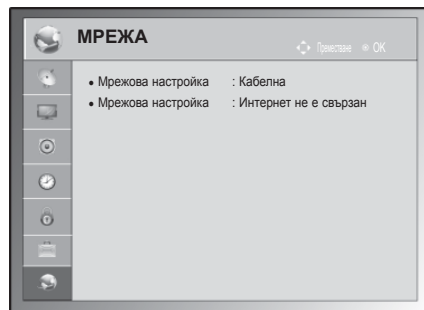 МРЕЖА
Преместване OK
• Мрежова настройка : Кабелна
• Мрежова настройка : Интернет не е свързан